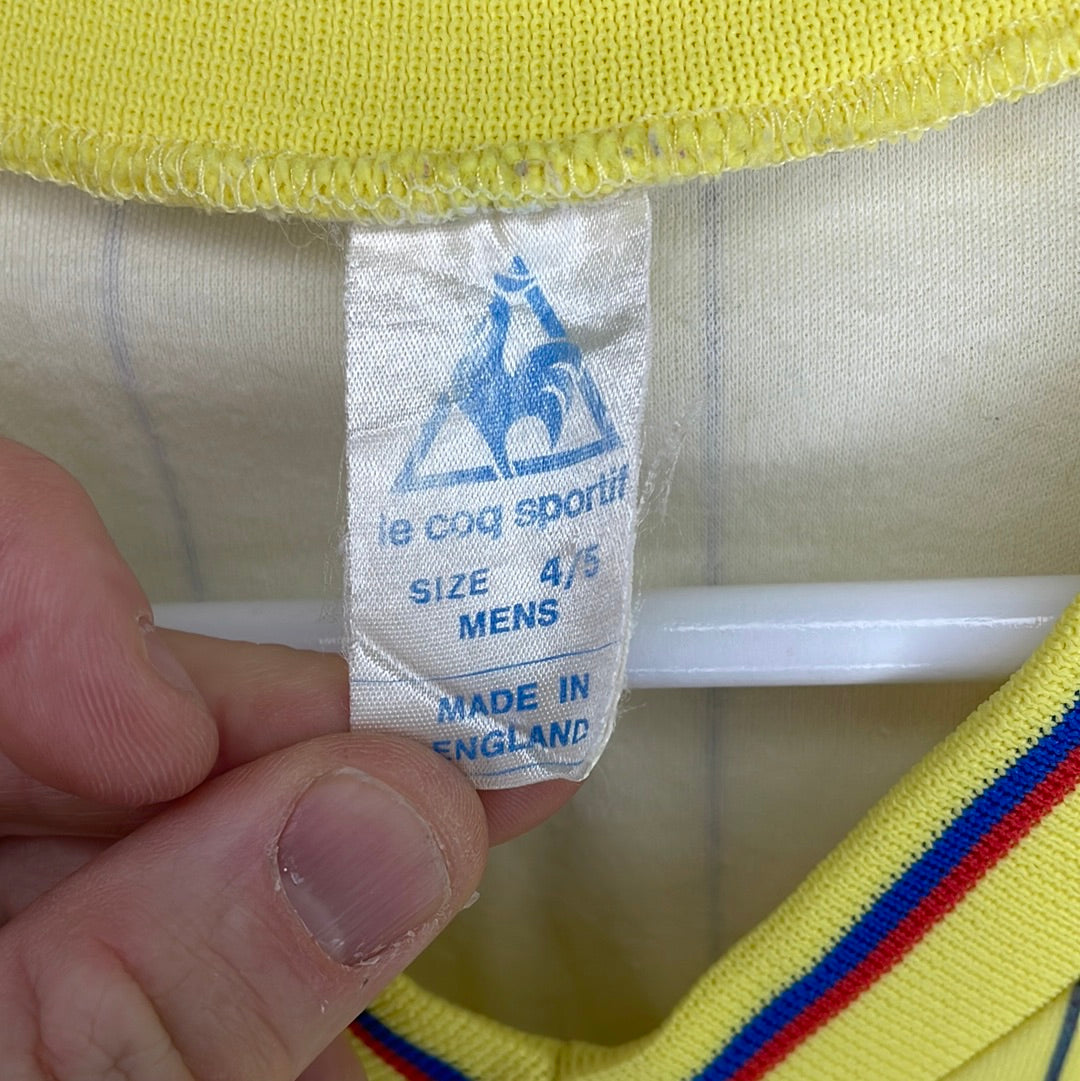 le coq sportif
SIZE 4/5
MENS
MADE IN
ENGLAND